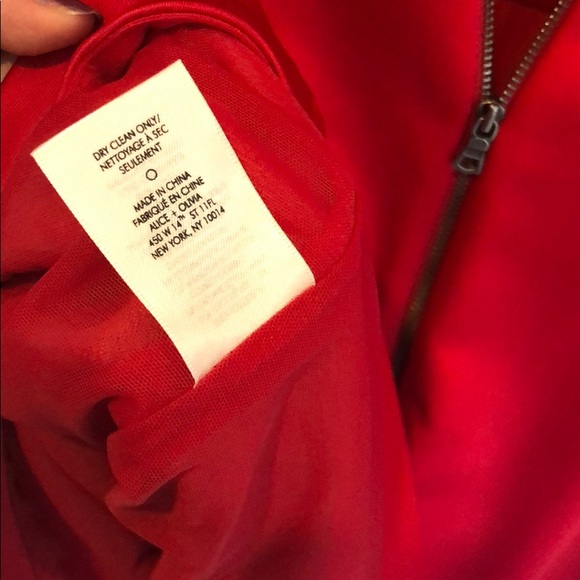 DRY CLEAN ONLY/
NETTOYAGE À SEC
SEULEMENT
MADE IN CHINA
FABRIQUÉ EN CHINE
ALICE + OLIVIA
450 W 14TH ST 11FL
NEW YORK, NY 10014